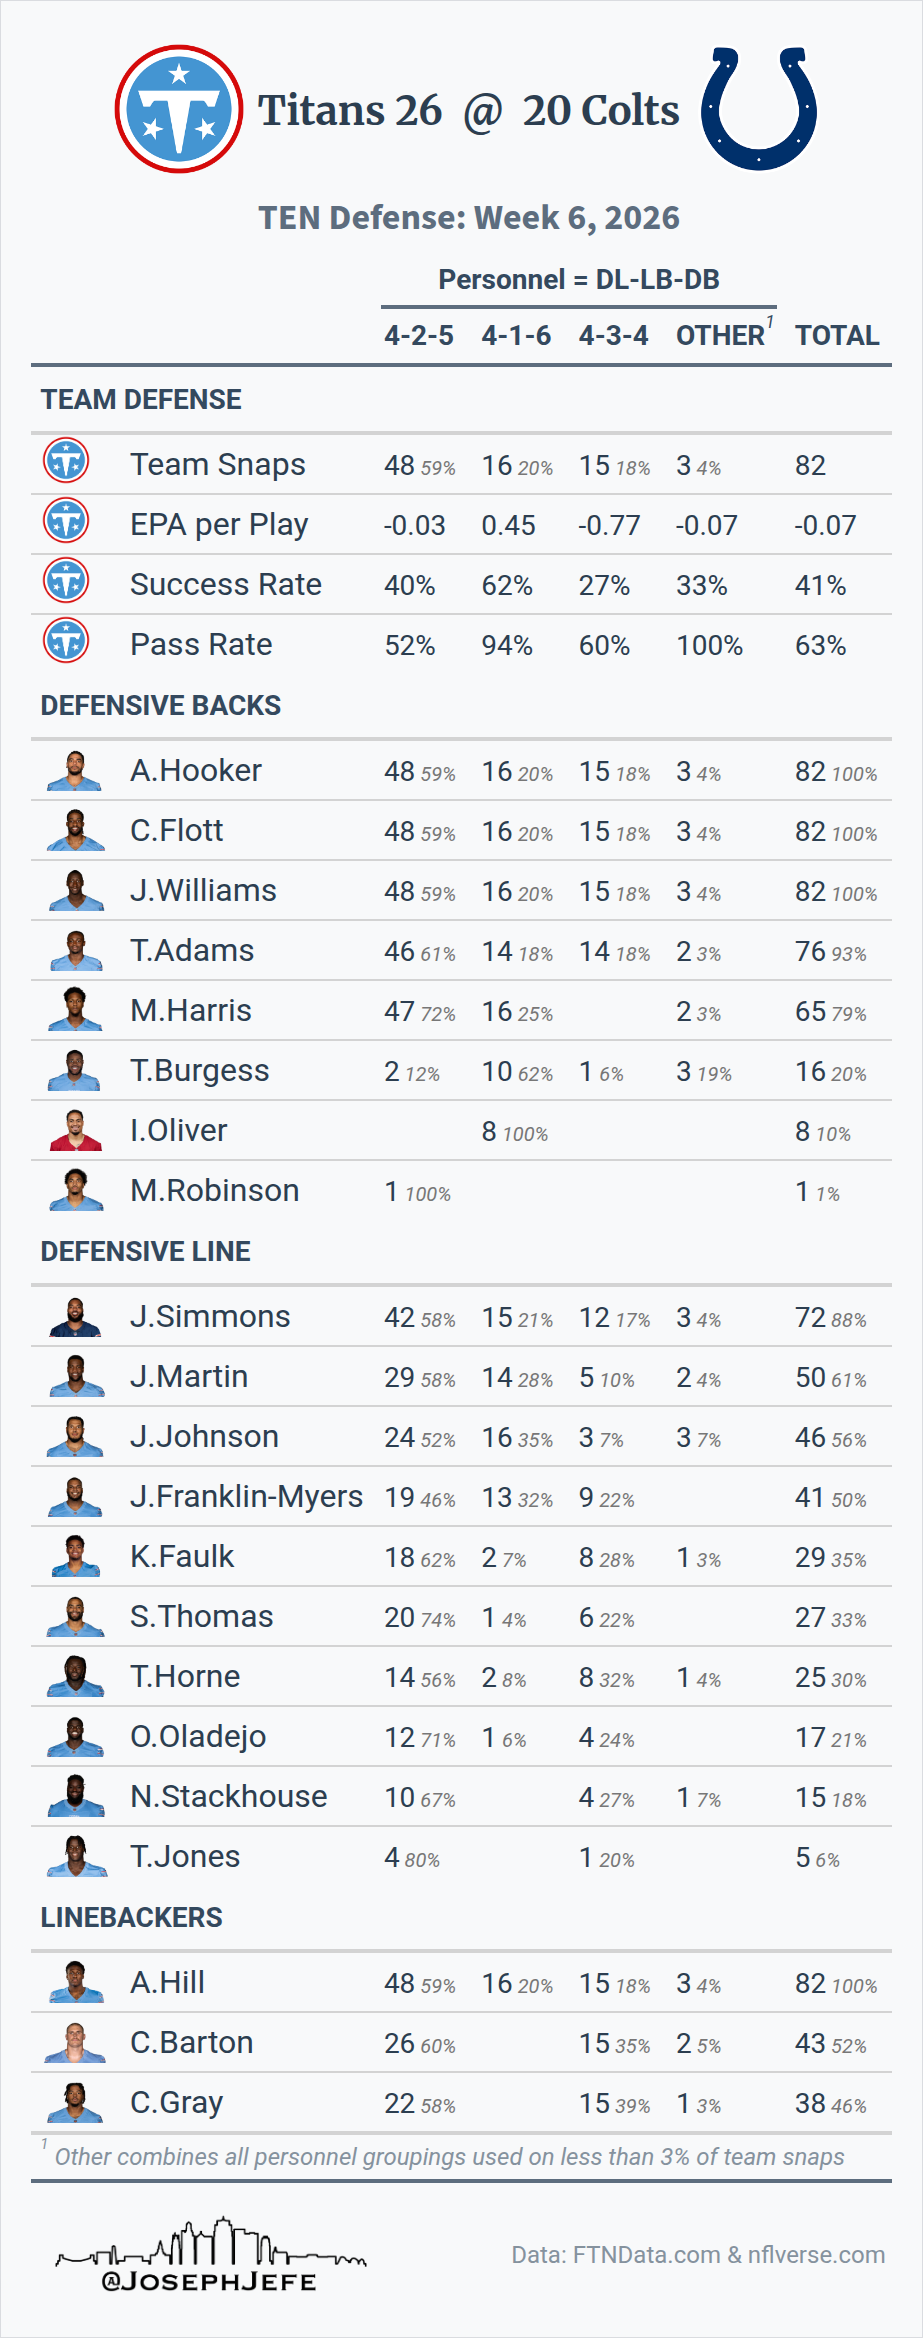 Titans 26 @ 20 Colts
TEN Defense: Week 6, 2026
Personnel = DL-LB-DB
4-2-5 4-1-6 4-3-4 OTHER1 TOTAL
TEAM DEFENSE
Team Snaps 48 59% 16 20% 15 18% 3 4% 82
EPA per Play -0.03 0.45 -0.77 -0.07 -0.07
Success Rate 40% 62% 27% 33% 41%
Pass Rate 52% 94% 60% 100% 63%
DEFENSIVE BACKS
A.Hooker 48 59% 16 20% 15 18% 3 4% 82 100%
C.Flott 48 59% 16 20% 15 18% 3 4% 82 100%
J.Williams 48 59% 16 20% 15 18% 3 4% 82 100%
T.Adams 46 61% 14 18% 14 18% 2 3% 76 93%
M.Harris 47 72% 16 25% 2 3% 65 79%
T.Burgess 2 12% 10 62% 1 6% 3 19% 16 20%
I.Oliver 8 100% 8 10%
M.Robinson 1 100% 1 1%
DEFENSIVE LINE
J.Simmons 42 58% 15 21% 12 17% 3 4% 72 88%
J.Martin 29 58% 14 28% 5 10% 2 4% 50 61%
J.Johnson 24 52% 16 35% 3 7% 3 7% 46 56%
J.Franklin-Myers 19 46% 13 32% 9 22% 41 50%
K.Faulk 18 62% 2 7% 8 28% 1 3% 29 35%
S.Thomas 20 74% 1 4% 6 22% 27 33%
T.Horne 14 56% 2 8% 8 32% 1 4% 25 30%
O.Oladejo 12 71% 1 6% 4 24% 17 21%
N.Stackhouse 10 67% 4 27% 1 7% 15 18%
T.Jones 4 80% 1 20% 5 6%
LINEBACKERS
A.Hill 48 59% 16 20% 15 18% 3 4% 82 100%
C.Barton 26 60% 15 35% 2 5% 43 52%
C.Gray 22 58% 15 39% 1 3% 38 46%
1 Other combines all personnel groupings used on less than 3% of team snaps
@JOSEPHJEFE
Data: FTNData.com & nflverse.com